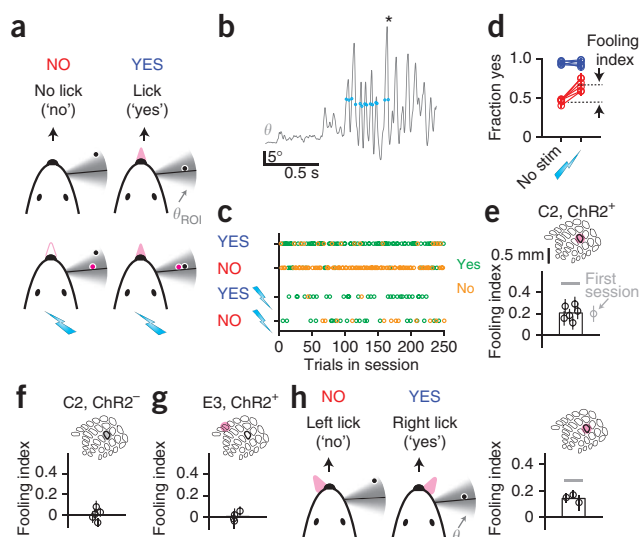 a
NO
YES
No lick
('no')
Lick
('yes')
θROI
b
*
θ
5°
0.5 s
c
YES
NO
YES
NO
Yes
No
0
50
100
150
200
250
Trials in session
d
Fraction yes
1.0
0.5
0
No stim
Fooling
index
e
C2, ChR2+
0.5 mm
Fooling index
0.4
0.2
0
First
session
f
C2, ChR2−
Fooling index
0.4
0
g
E3, ChR2+
Fooling index
0.4
0
h
NO
YES
Left lick
('no')
Right lick
('yes')
θ
Fooling index
0.4
0.2
0